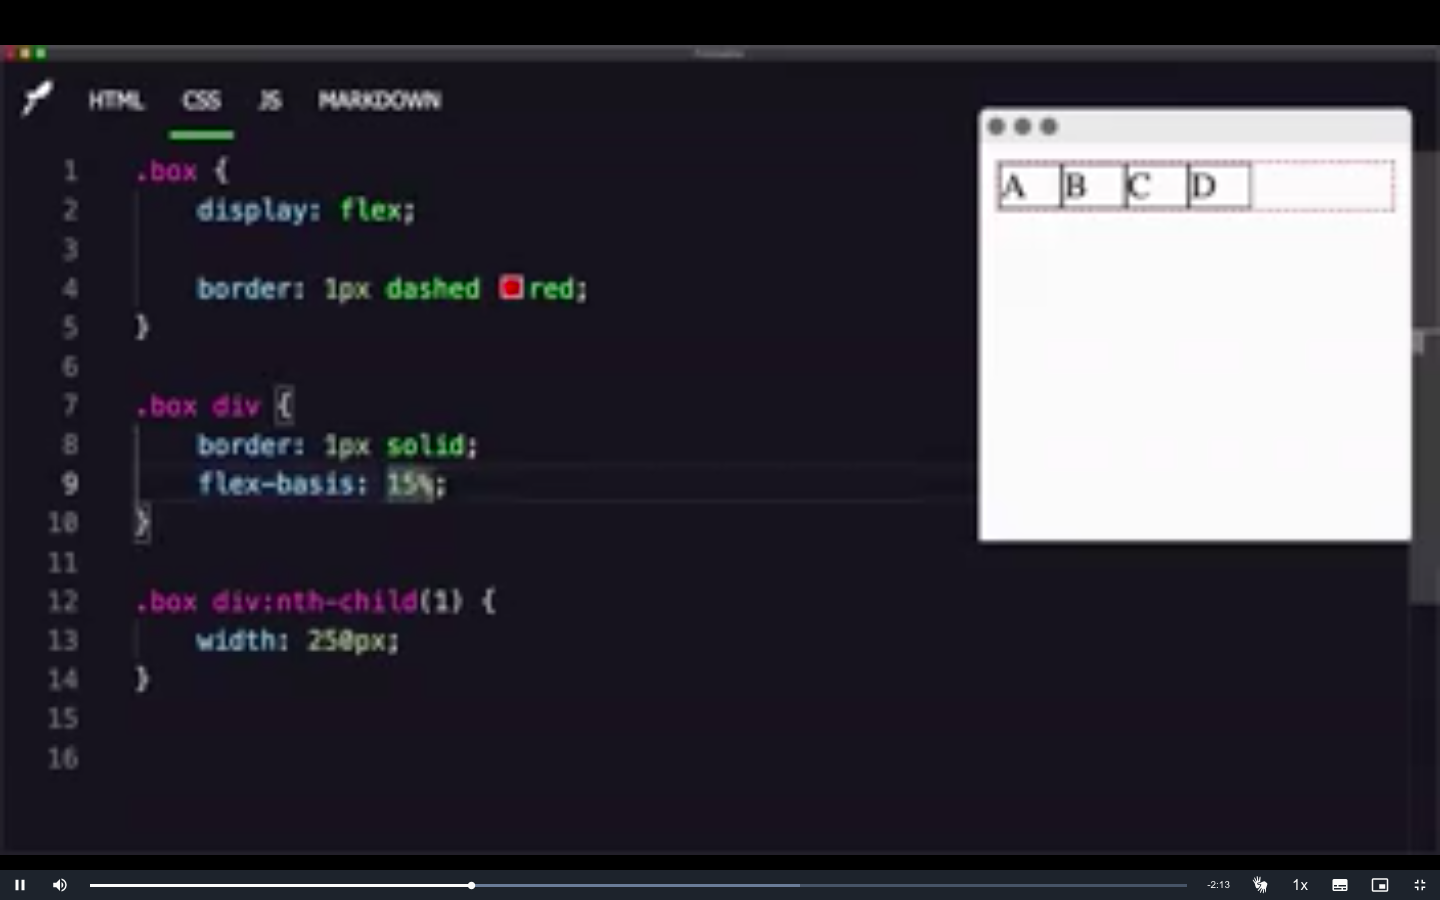 HTML CSS JS MARKDOWN
1 .box {
2 display: flex;
3
4 border: 1px dashed red;
5 }
6
7 .box div {
8 border: 1px solid;
9 flex-basis: 15%;
10 }
11
12 .box div:nth-child(1) {
13 width: 250px;
14 }
15
16
A B C D
-2:13 1x